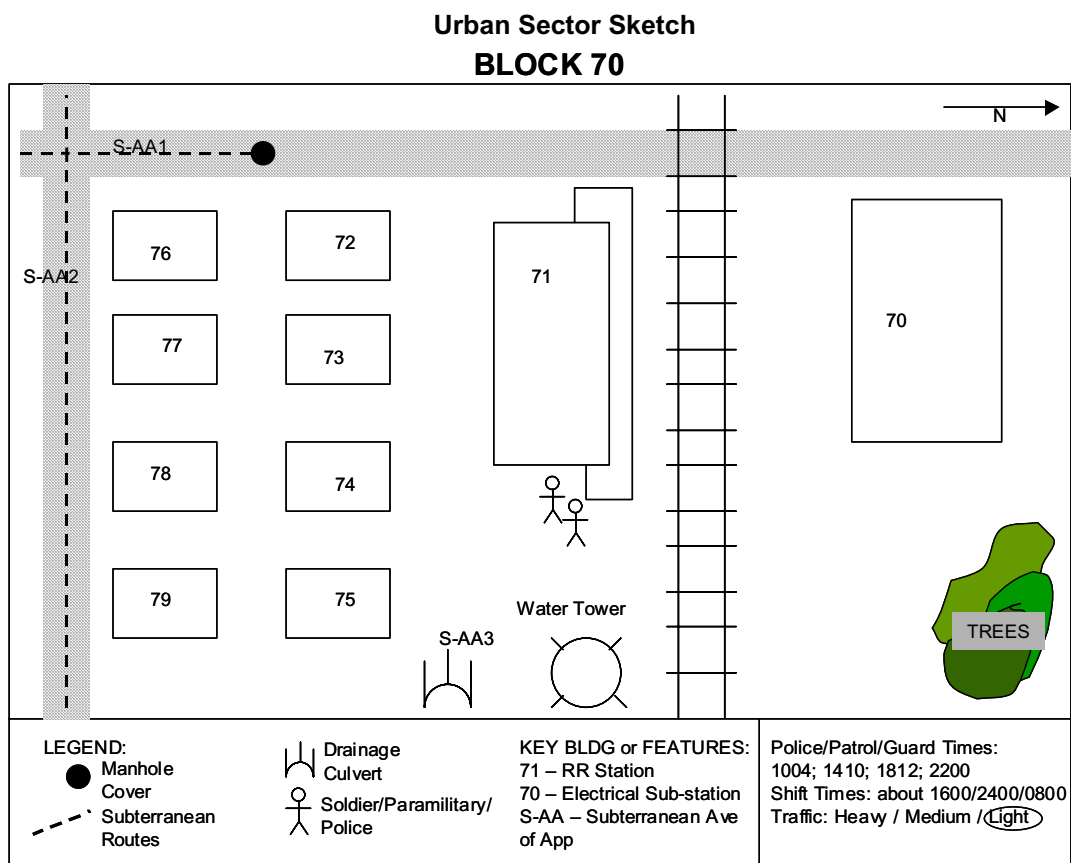 Urban Sector Sketch
BLOCK 70
N
S-AA1
S-AA2
76
72
71
70
77
73
78
74
79
75
Water Tower
S-AA3
TREES
LEGEND:
Manhole
Cover
Subterranean
Routes
Drainage
Culvert
Soldier/Paramilitary/
Police
KEY BLDG or FEATURES:
71 – RR Station
70 – Electrical Sub-station
S-AA – Subterranean Ave
of App
Police/Patrol/Guard Times:
1004; 1410; 1812; 2200
Shift Times: about 1600/2400/0800
Traffic: Heavy / Medium / Light